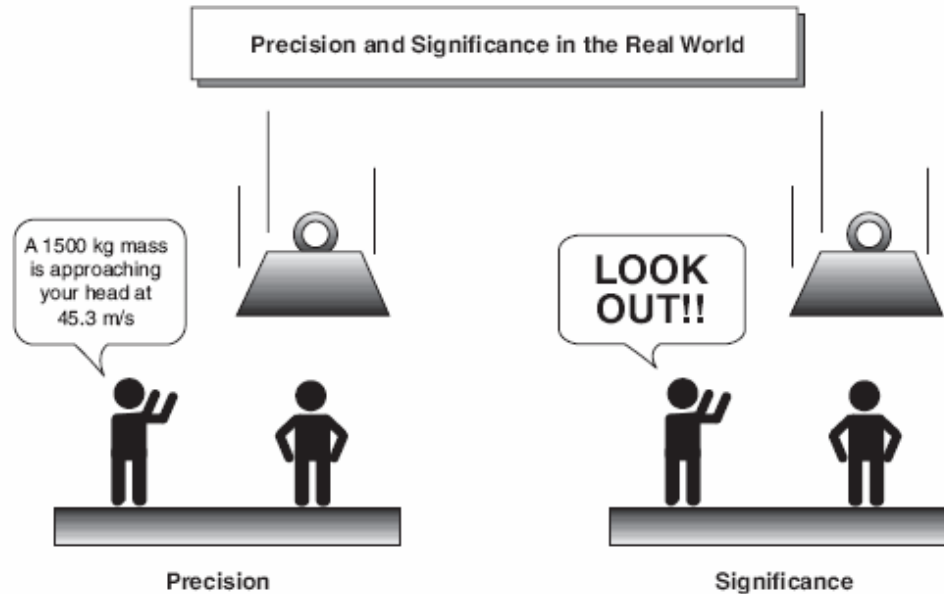 Precision and Significance in the Real World
A 1500 kg mass
is approaching
your head at
45.3 m/s
LOOK
OUT!!
Precision
Significance